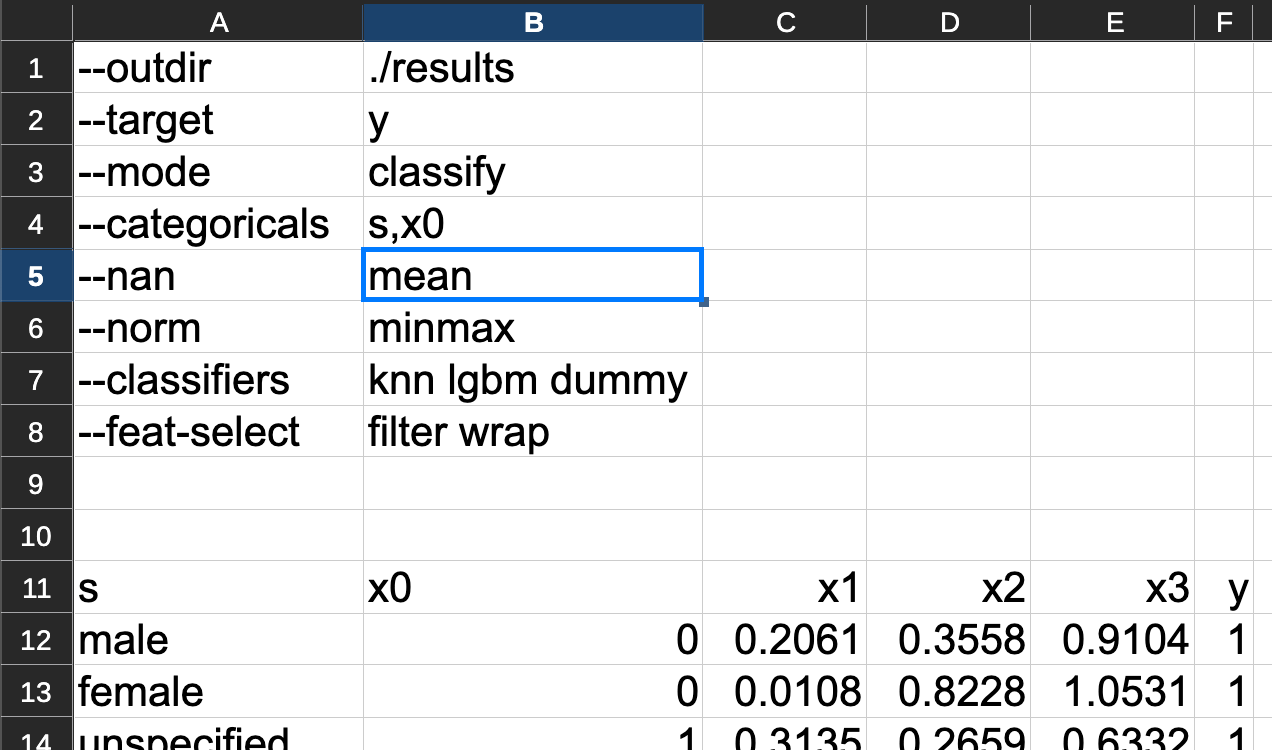 A B C D E F
1 --outdir ./results
2 --target y
3 --mode classify
4 --categoricals s,x0
5 --nan mean
6 --norm minmax
7 --classifiers knn lgbm dummy
8 --feat-select filter wrap
9
10
11 s x0 x1 x2 x3 y
12 male 0 0.2061 0.3558 0.9104 1
13 female 0 0.0108 0.8228 1.0531 1
14 unspecified 1 0.3135 0.2659 0.6332 1